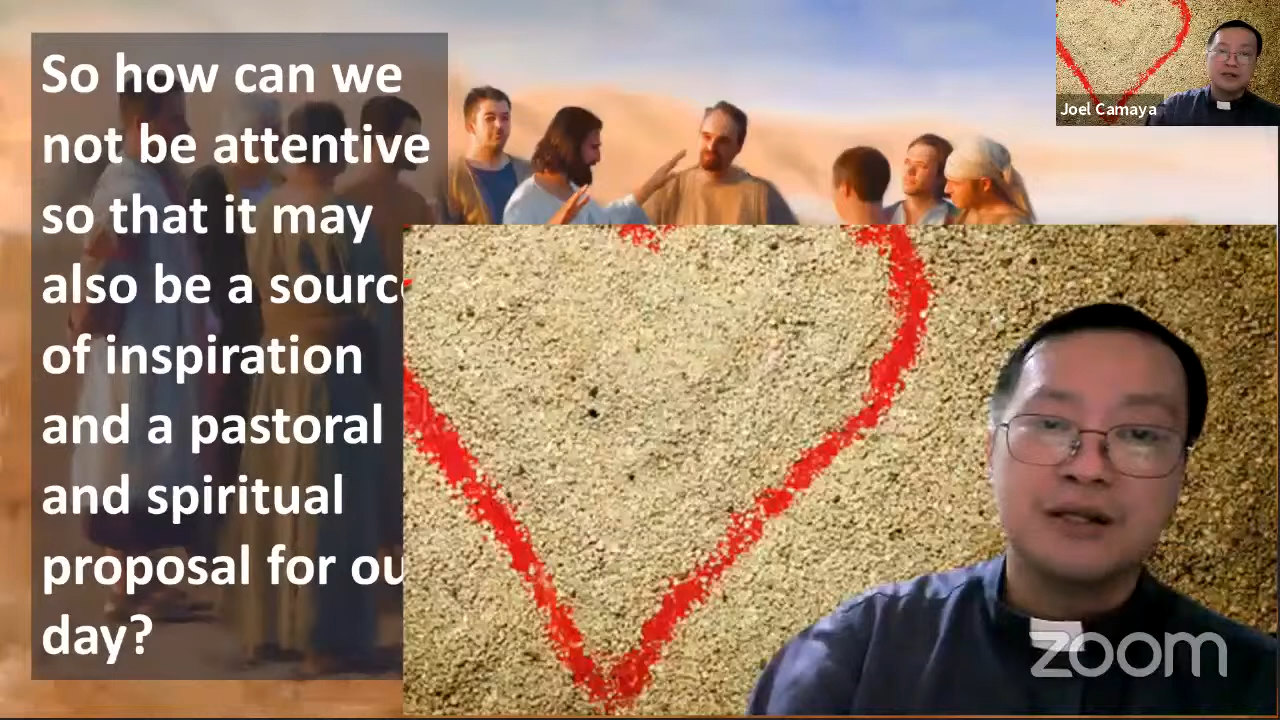 So how can we
not be attentive
so that it may
also be a sourc
of inspiration
and a pastoral
and spiritual
proposal for ou
day?
Joel Camaya
zoom